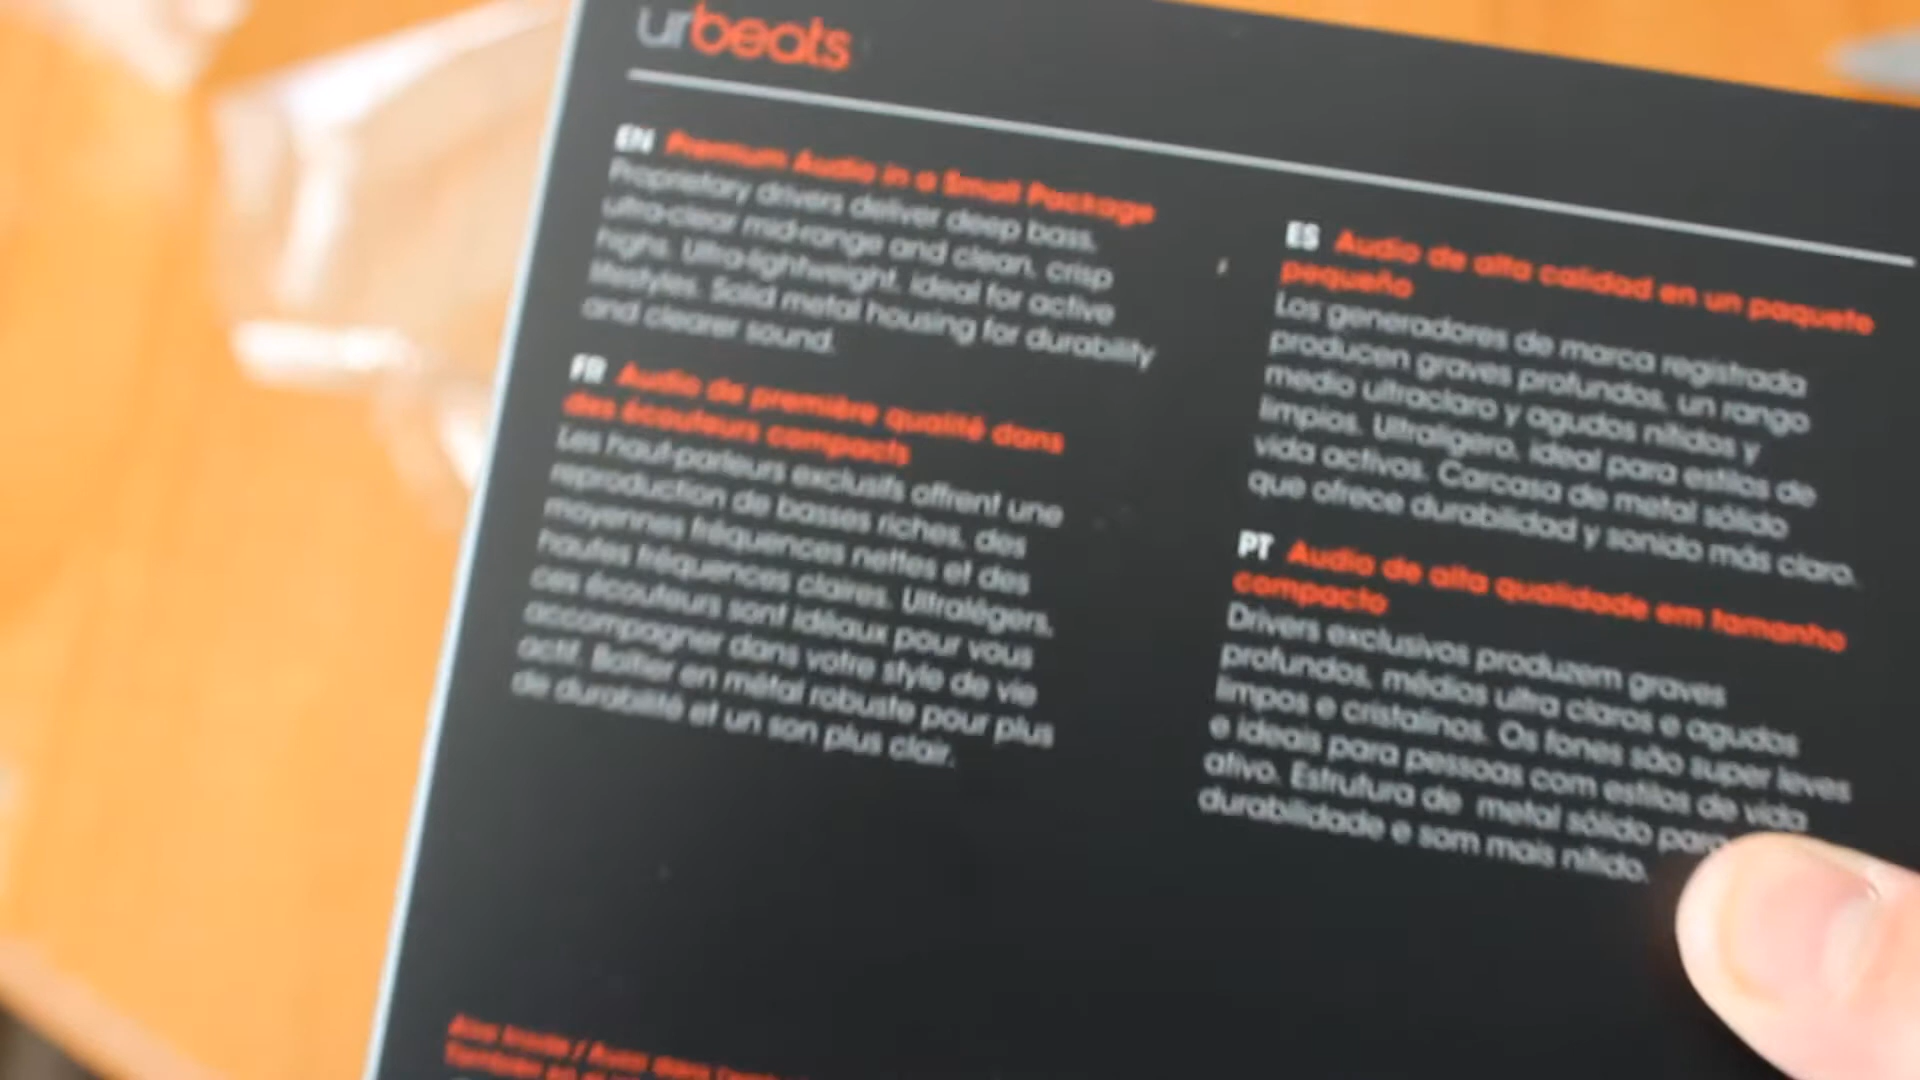 urbeats
EN Premium Audio in a Small Package
Proprietary drivers deliver deep bass,
ultra-clear mid-range and clean, crisp
highs. Ultra-lightweight, ideal for active
lifestyles. Solid metal housing for durability
and clearer sound.
FR Audio de première qualité dans
des écouteurs compacts
Les haut-parleurs exclusifs offrent une
reproduction de basses riches, des
moyennes fréquences nettes et des
hautes fréquences claires. Ultralégers,
ces écouteurs sont idéaux pour vous
accompagner dans votre style de vie
actif. Boîtier en métal robuste pour plus
de durabilité et un son plus clair.
ES Audio de alta calidad en un paquete
pequeño
Los generadores de marca registrada
producen graves profundos, un rango
medio ultraclaro y agudos nítidos y
limpios. Ultraligero, ideal para estilos de
vida activos. Carcasa de metal sólido
que ofrece durabilidad y sonido más claro.
PT Audio de alta qualidade em tamanho
compacto
Drivers exclusivos produzem graves
profundos, médios ultra claros e agudos
limpos e cristalinos. Os fones são super leves
e ideais para pessoas com estilos de vida
ativo. Estrutura de metal sólido para
durabilidade e som mais nítido.
Also Inside / Aussi dans
También en el